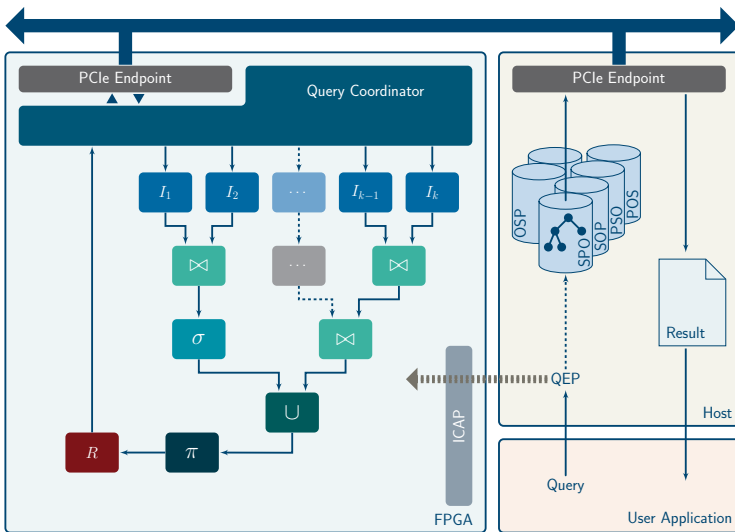 PCIe Endpoint
Query Coordinator
PCIe Endpoint
I₁
I₂
...
Iₖ₋₁
Iₖ
OSP
SPO
SOP
PSO
POS
⋈
...
⋈
σ
⋈
Result
ICAP
QEP
∪
Host
R
π
Query
FPGA
User Application